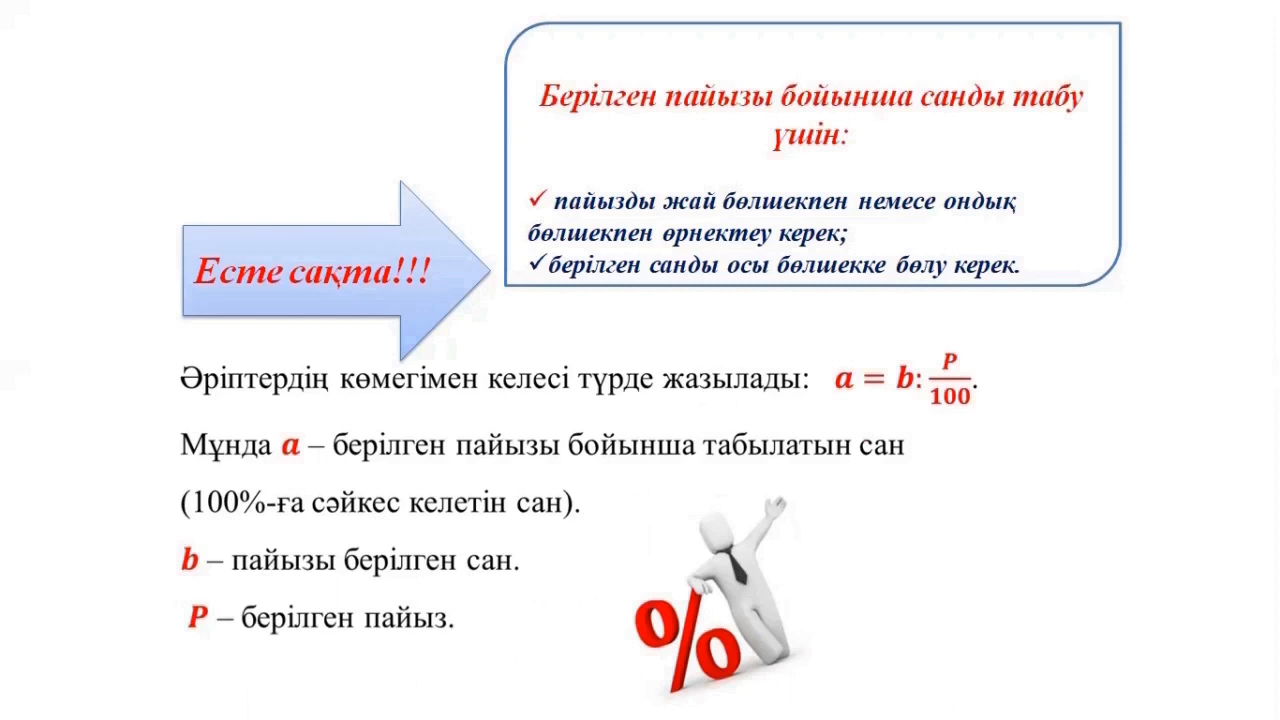 Берілген пайызы бойынша санды табу
үшін:
✓ пайызды жай бөлшекпен немесе ондық
бөлшекпен өрнектеу керек;
✓берілген санды осы бөлшекке бөлу керек.
Есте сақта!!!
Әріптердің көмегімен келесі түрде жазылады: a = b: P/100.
Мұнда a – берілген пайызы бойынша табылатын сан
(100%-ға сәйкес келетін сан).
b – пайызы берілген сан.
P – берілген пайыз.
%